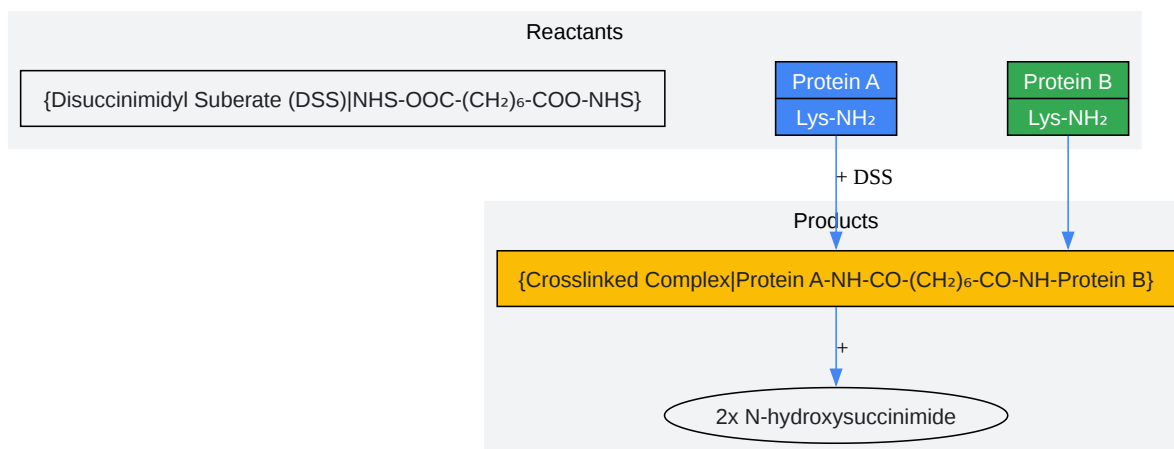 Reactants
{Disuccinimidyl Suberate (DSS)|NHS-OOC-(CH₂)₆-COO-NHS}
Protein A
Lys-NH₂
Protein B
Lys-NH₂
+ DSS
Products
{Crosslinked Complex|Protein A-NH-CO-(CH₂)₆-CO-NH-Protein B}
+
2x N-hydroxysuccinimide